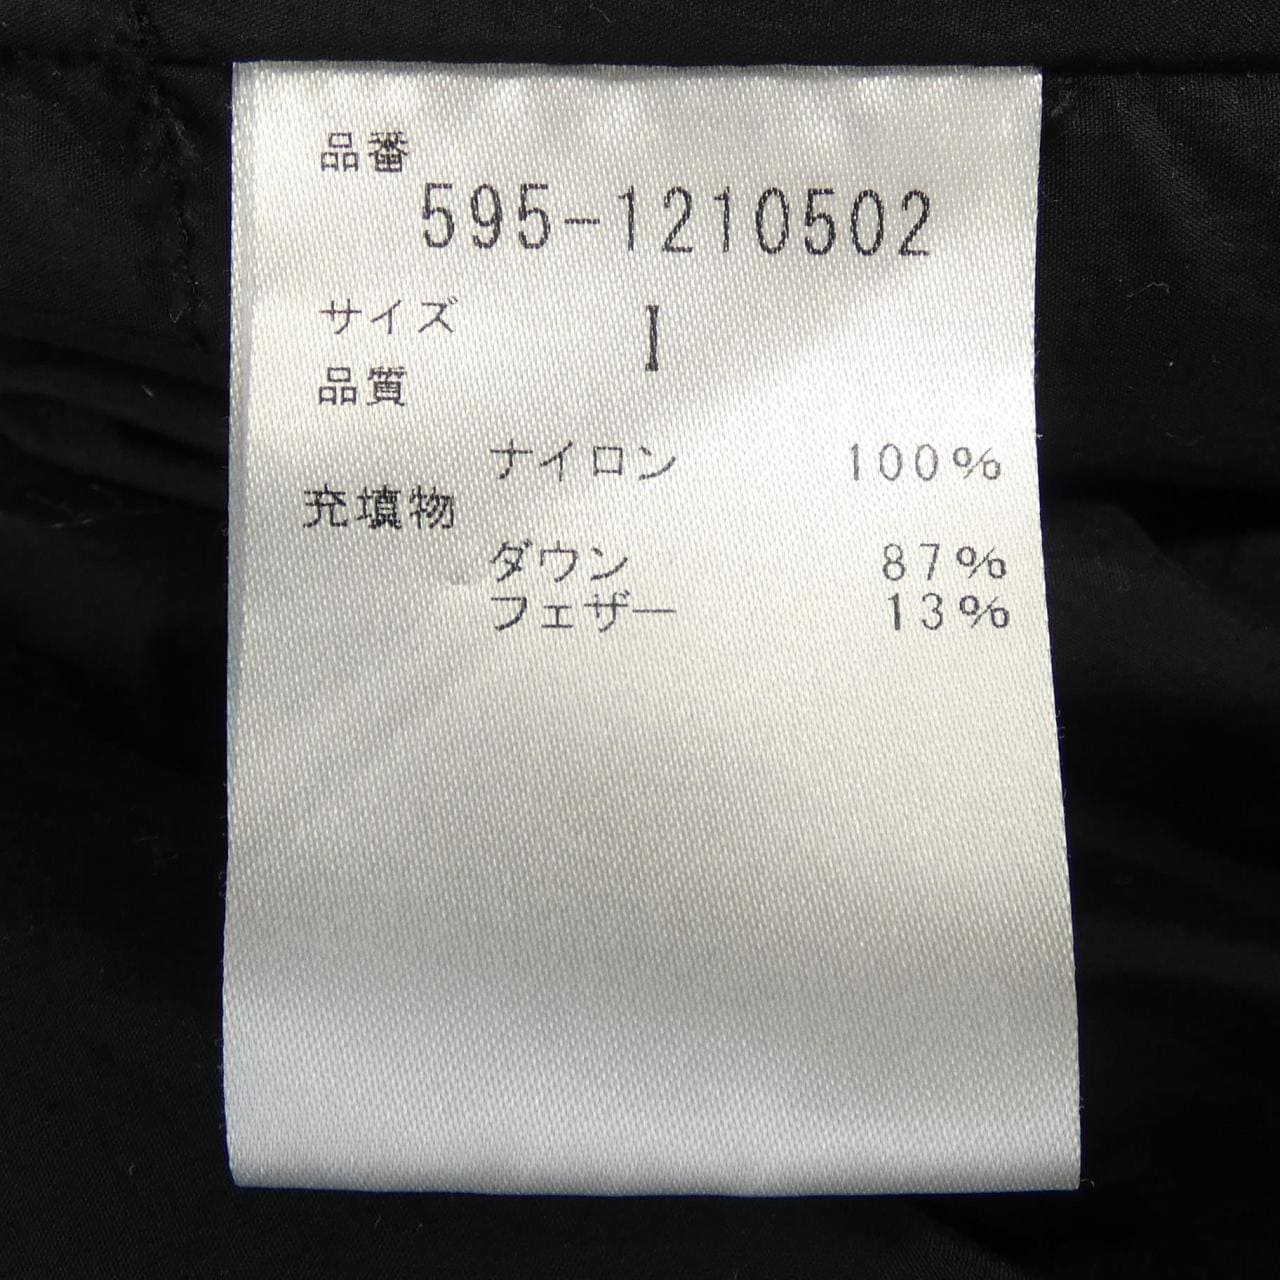 品番
595-1210502
サイズ I
品質
ナイロン 100%
充填物
ダウン 87%
フェザー 13%